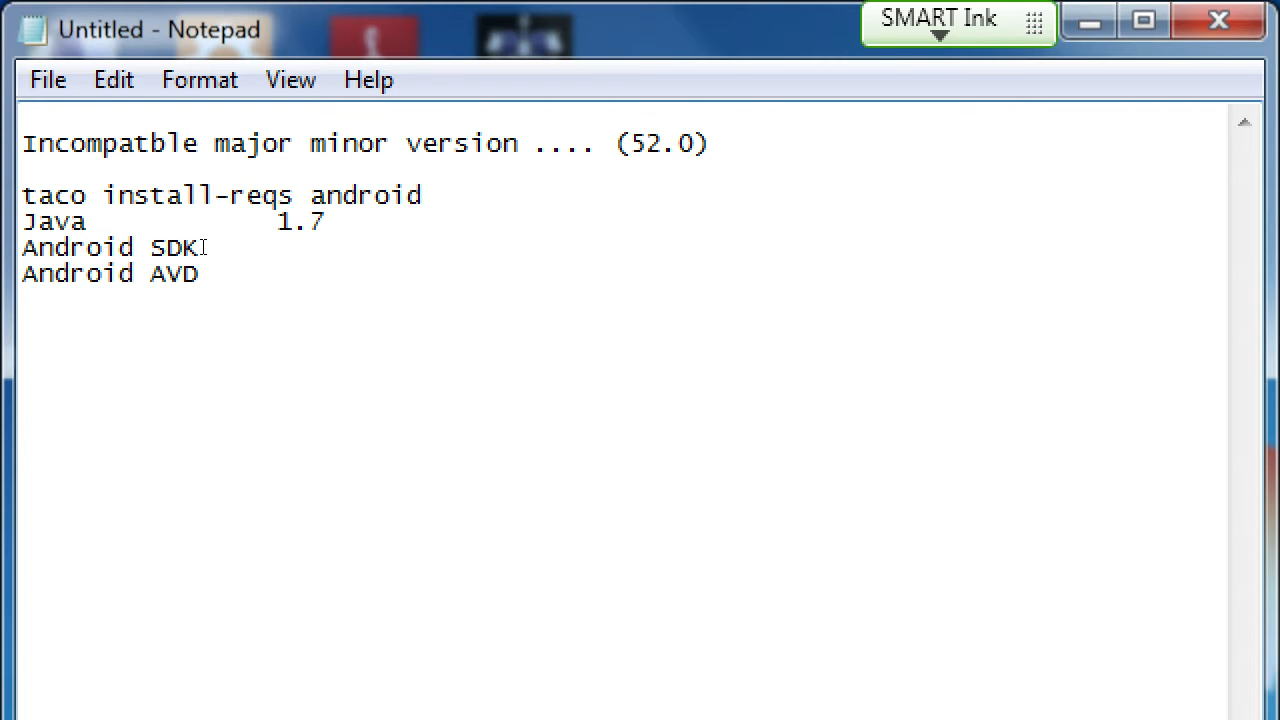 Untitled - Notepad
SMART Ink
File Edit Format View Help
Incompatble major minor version .... (52.0)
taco install-reqs android
Java 1.7
Android SDK
Android AVD